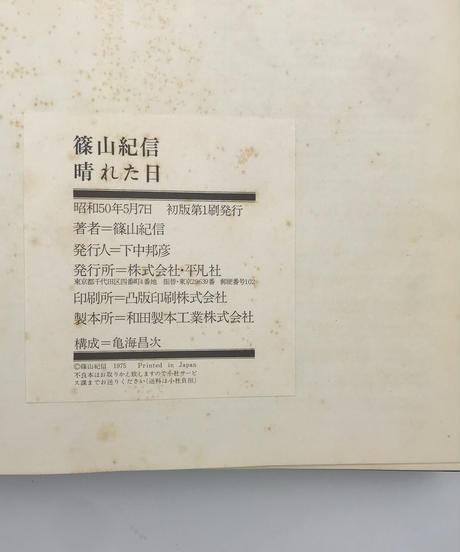 篠山紀信
晴れた日
昭和50年5月7日 初版第1刷発行
著者=篠山紀信
発行人=下中邦彦
発行所=株式会社・平凡社
東京都千代田区四番町4番地 振替・東京29639番 郵便番号102
印刷所=凸版印刷株式会社
製本所=和田製本工業株式会社
構成=亀海昌次
©篠山紀信 1975 Printed in Japan
不良本はお取りかえ致しますので小社サービ
ス課までお送りください(送料は小社負担)